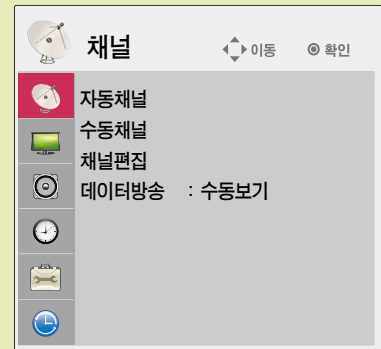 채널 이동 ◉ 확인
자동채널
수동채널
채널편집
데이터방송 : 수동보기